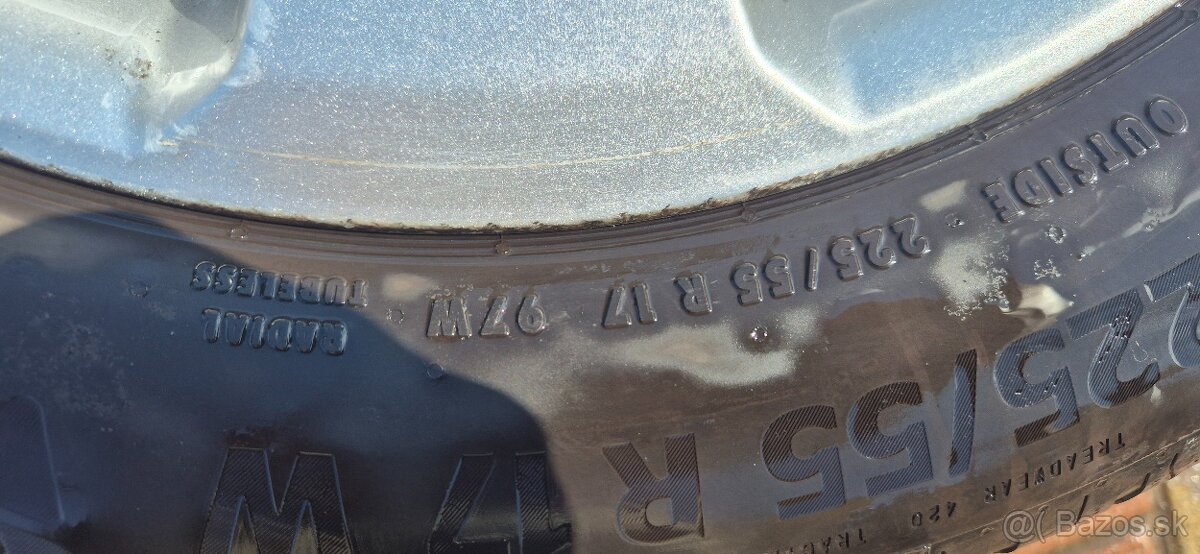 OUTSIDE · 225/55 R 17 97W ·
RADIAL
TUBELESS
225/55 R 17 W
TREADWEAR 420
@( Bazos.sk